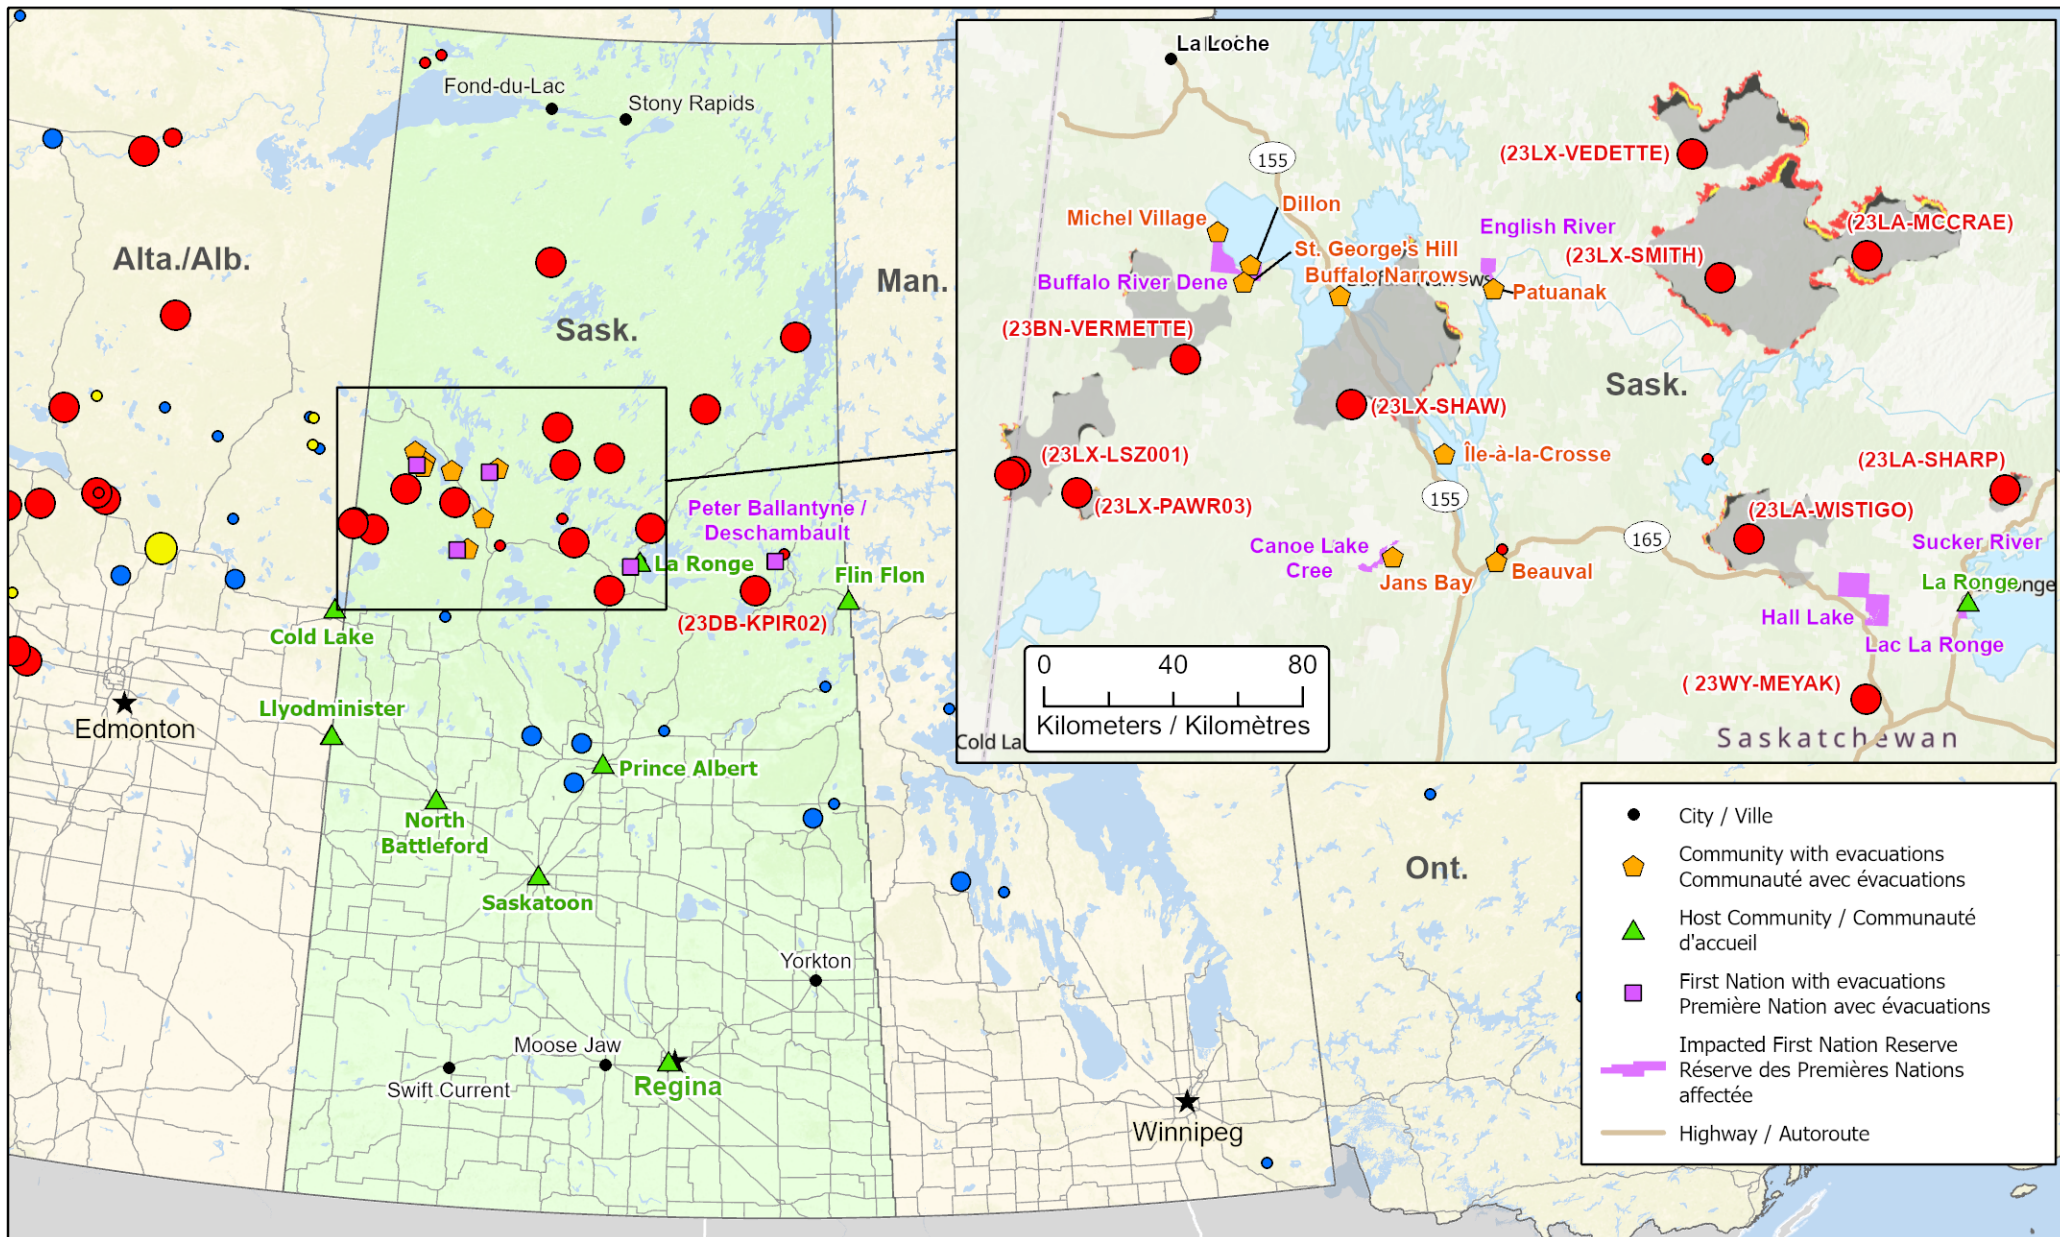 Fond-du-Lac
Stony Rapids
Alta./Alb.
Sask.
Man.
Peter Ballantyne /
Deschambault
La Ronge
Flin Flon
(23DB-KPIR02)
Cold Lake
Llyodminister
Edmonton
Prince Albert
North
Battleford
Saskatoon
Yorkton
Moose Jaw
Swift Current
Regina
Winnipeg
Ont.
La Loche
155
(23LX-VEDETTE)
Dillon
Michel Village
English River
(23LA-MCCRAE)
St. George's Hill
(23LX-SMITH)
Buffalo Narrows
Buffalo River Dene
Patuanak
(23BN-VERMETTE)
Sask.
(23LX-SHAW)
(23LX-LSZ001)
Île-à-la-Crosse
(23LA-SHARP)
155
(23LX-PAWR03)
(23LA-WISTIGO)
165
Canoe Lake
Cree
Sucker River
Jans Bay
Beauval
La Ronge
Hall Lake
Lac La Ronge
0 40 80
Kilometers / Kilomètres
( 23WY-MEYAK)
Saskatchewan
Cold La
City / Ville
Community with evacuations
Communauté avec évacuations
Host Community / Communauté
d'accueil
First Nation with evacuations
Première Nation avec évacuations
Impacted First Nation Reserve
Réserve des Premières Nations
affectée
Highway / Autoroute